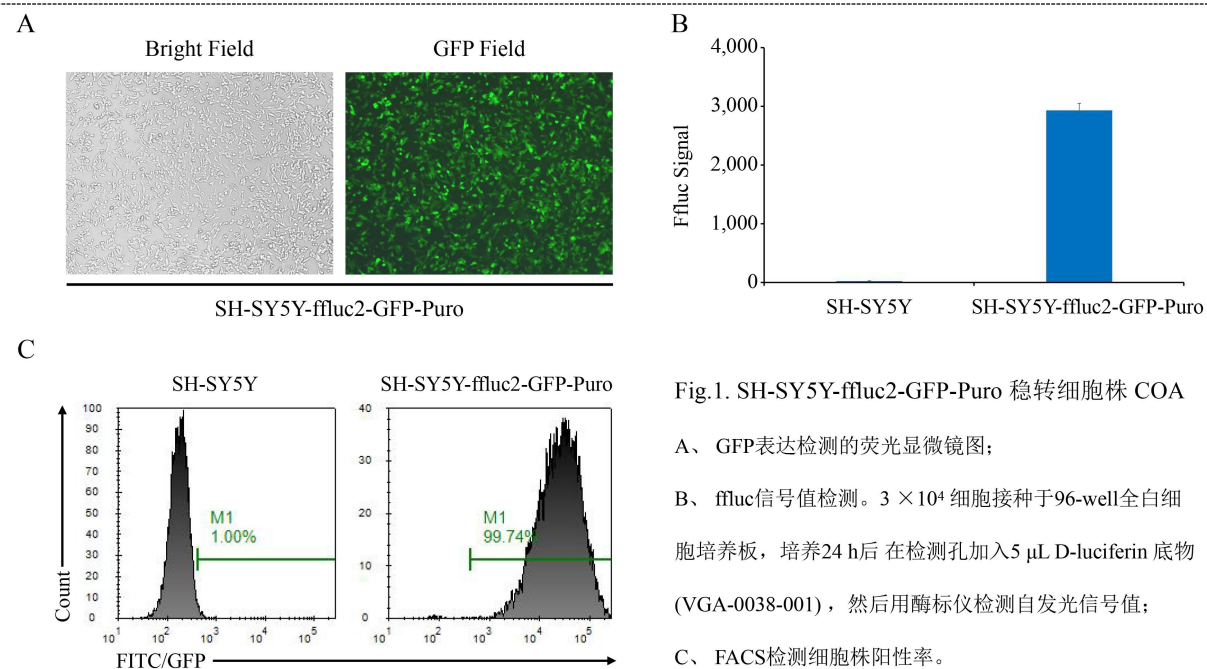 A
Bright Field
GFP Field
SH-SY5Y-ffluc2-GFP-Puro
B
4,000
3,000
2,000
1,000
0
Ffluc Signal
SH-SY5Y
SH-SY5Y-ffluc2-GFP-Puro
C
SH-SY5Y
100
90
80
70
60
50
40
30
20
10
0
M1
1.00%
10¹ 10² 10³ 10⁴ 10⁵
Count
FITC/GFP
SH-SY5Y-ffluc2-GFP-Puro
40
30
20
10
0
M1
99.74%
10¹ 10² 10³ 10⁴ 10⁵
Fig.1. SH-SY5Y-ffluc2-GFP-Puro 稳转细胞株 COA
A、 GFP表达检测的荧光显微镜图；
B、 ffluc信号值检测。3 ×10⁴ 细胞接种于96-well全白细
胞培养板，培养24 h后 在检测孔加入5 μL D-luciferin 底物
(VGA-0038-001) ，然后用酶标仪检测自发光信号值；
C、 FACS检测细胞株阳性率。